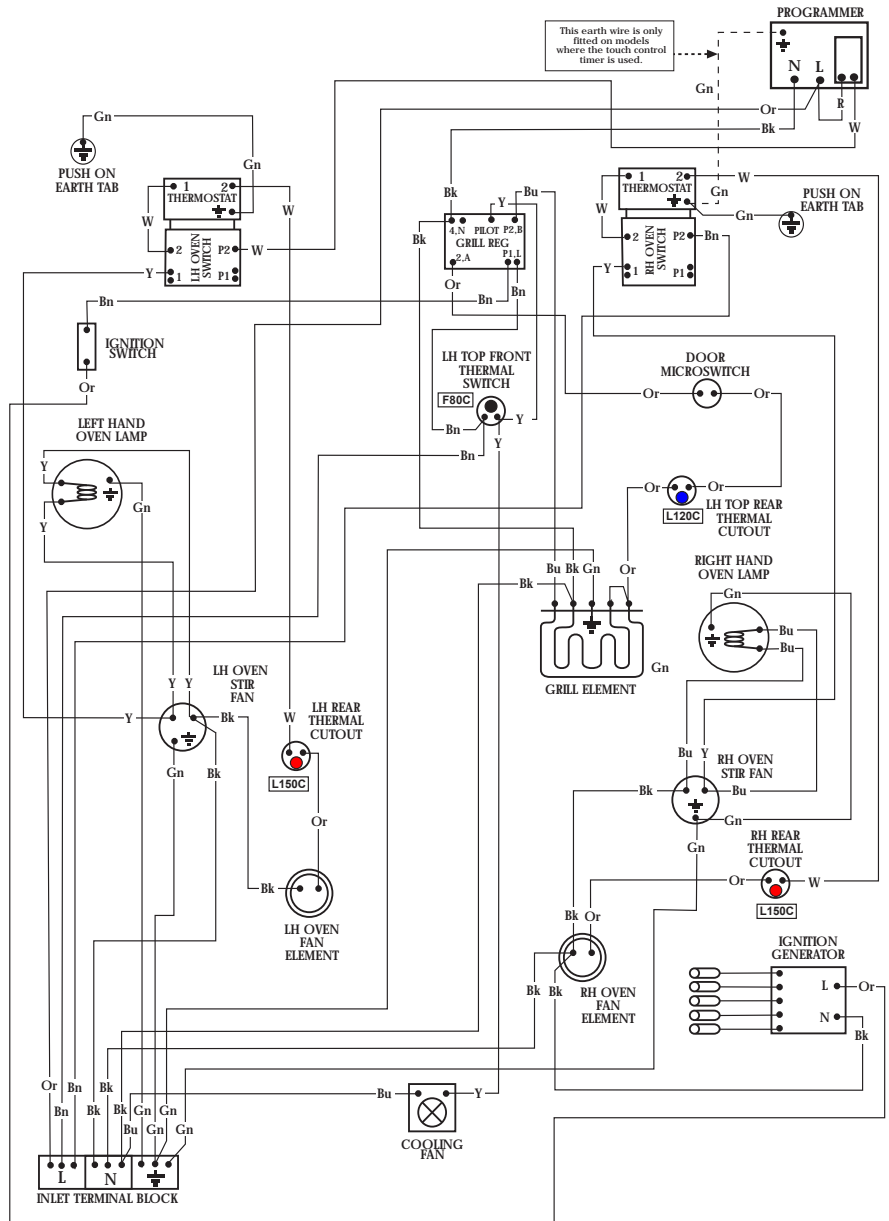 PROGRAMMER
This earth wire is only
fitted on models
where the touch control
timer is used.
N L
Gn
R
Or
Bk
W
Gn
PUSH ON
EARTH TAB
Gn
1 2
THERMOSTAT
W
W
2 P2
W
LH OVEN
SWITCH
Y
1 P1
Bk
Y
Bu
4,N PILOT P2,B
GRILL REG
2,A P1,L
Bk
Or
Bn
1 2
THERMOSTAT
W
Gn
PUSH ON
EARTH TAB
Gn
W
2 P2
Bn
RH OVEN
SWITCH
Y
1 P1
Bn
IGNITION
SWITCH
Or
LH TOP FRONT
THERMAL
SWITCH
F80C
Bn
Y
Bn
Y
DOOR
MICROSWITCH
Or
Or
LEFT HAND
OVEN LAMP
Y
Gn
Y
Or
Or
L120C
LH TOP REAR
THERMAL
CUTOUT
RIGHT HAND
OVEN LAMP
Gn
Bu
Bu
Bk
Bu Bk Gn
Or
Gn
GRILL ELEMENT
LH OVEN
STIR
FAN
Y Y
Y
Bk
Gn
Bk
LH REAR
THERMAL
CUTOUT
W
L150C
Or
Bk
LH OVEN
FAN
ELEMENT
Bu Y
RH OVEN
STIR FAN
Bk
Bu
Gn
Gn
RH REAR
THERMAL
CUTOUT
Or
W
L150C
Bk Or
Bk Bk
RH OVEN
FAN
ELEMENT
IGNITION
GENERATOR
L
Or
N
Bk
Or
Bn
Bn
Bk
Bk
Bk
Bu
Gn
Gn
Gn
Gn
Bu
Y
COOLING
FAN
L N
INLET TERMINAL BLOCK